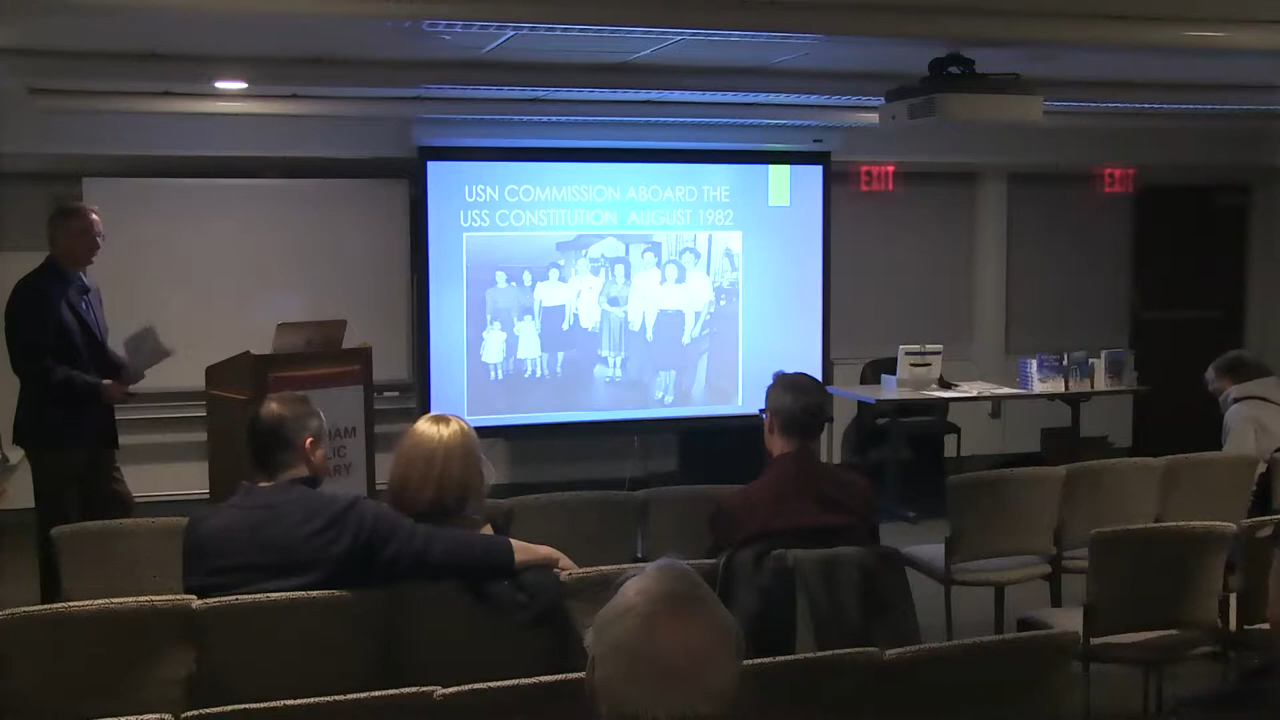 USN COMMISSION ABOARD THE
USS CONSTITUTION AUGUST 1982
EXIT
EXIT
HAM
LIC
ARY